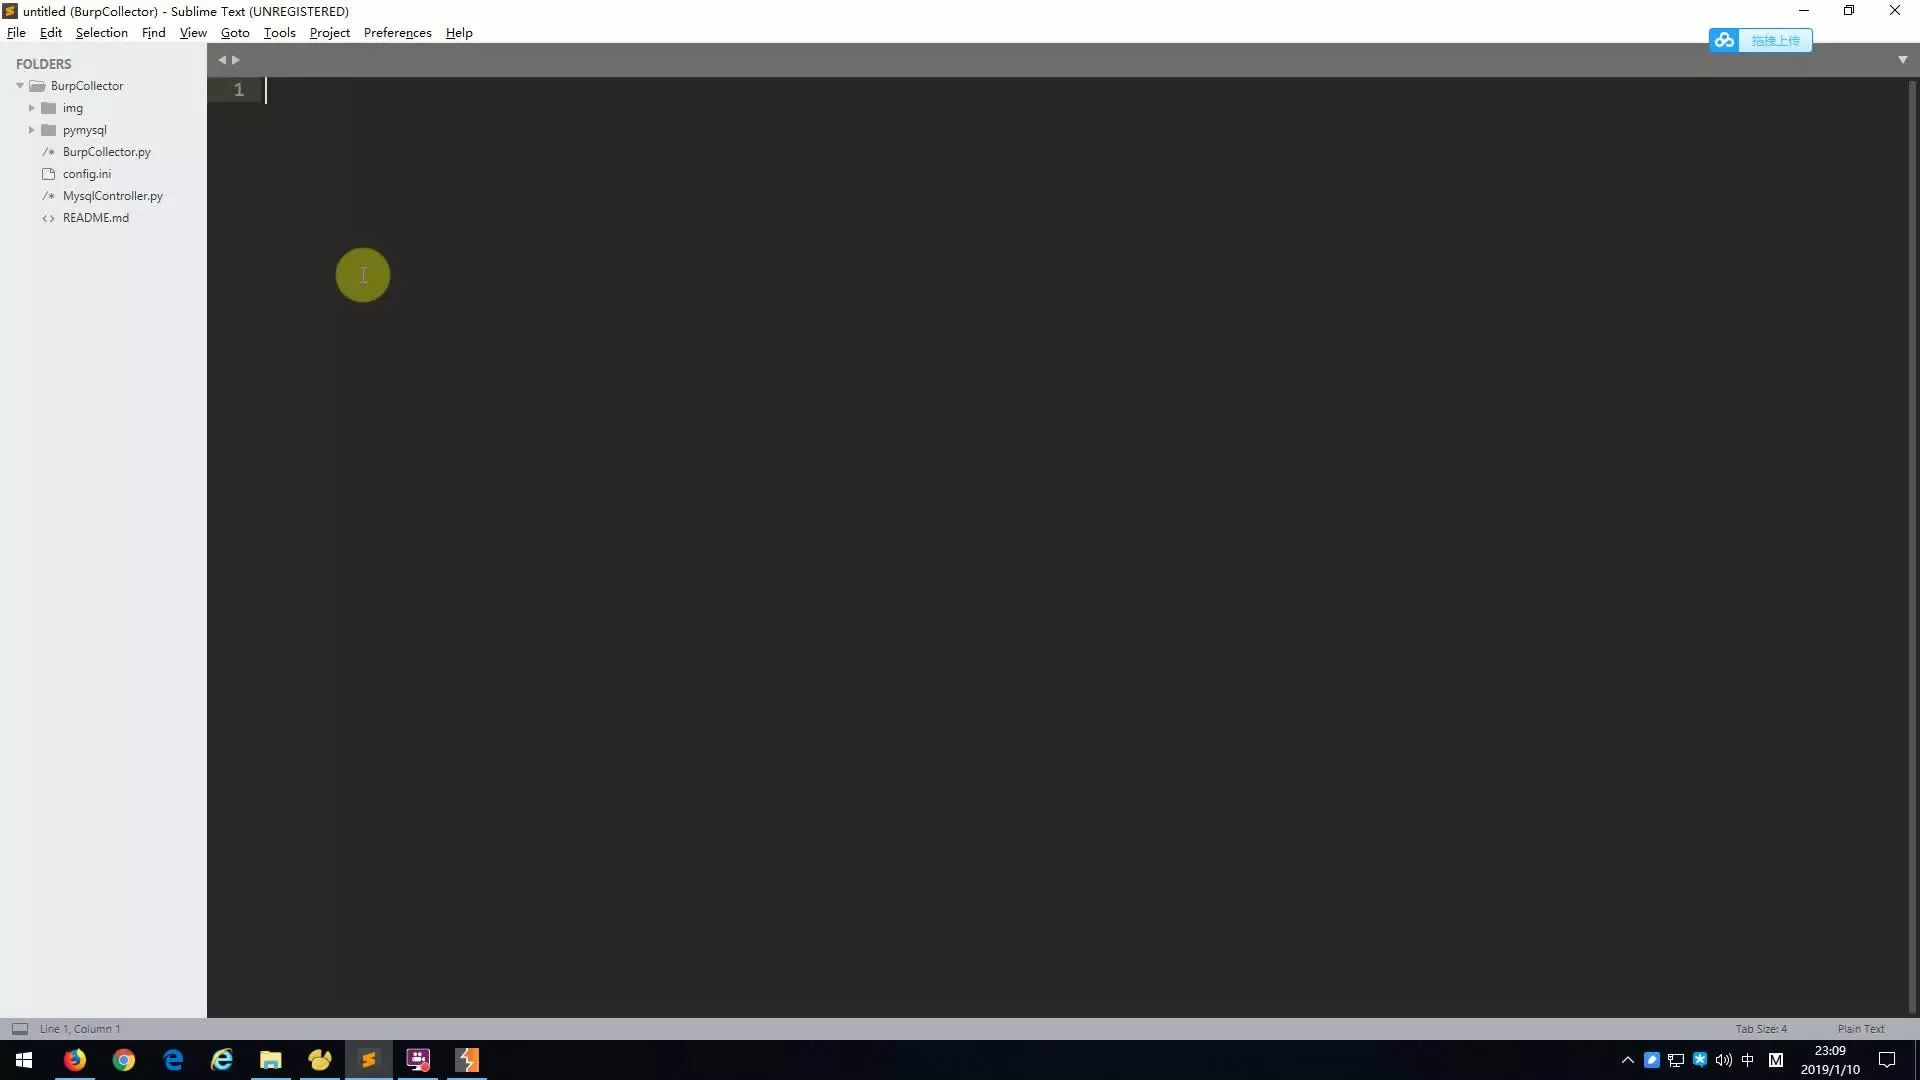 untitled (BurpCollector) - Sublime Text (UNREGISTERED)
File Edit Selection Find View Goto Tools Project Preferences Help
拖拽上传
FOLDERS
BurpCollector
img
pymysql
/* BurpCollector.py
config.ini
/* MysqlController.py
<> README.md
1
Line 1, Column 1
Tab Size: 4
Plain Text
中
M
23:09
2019/1/10